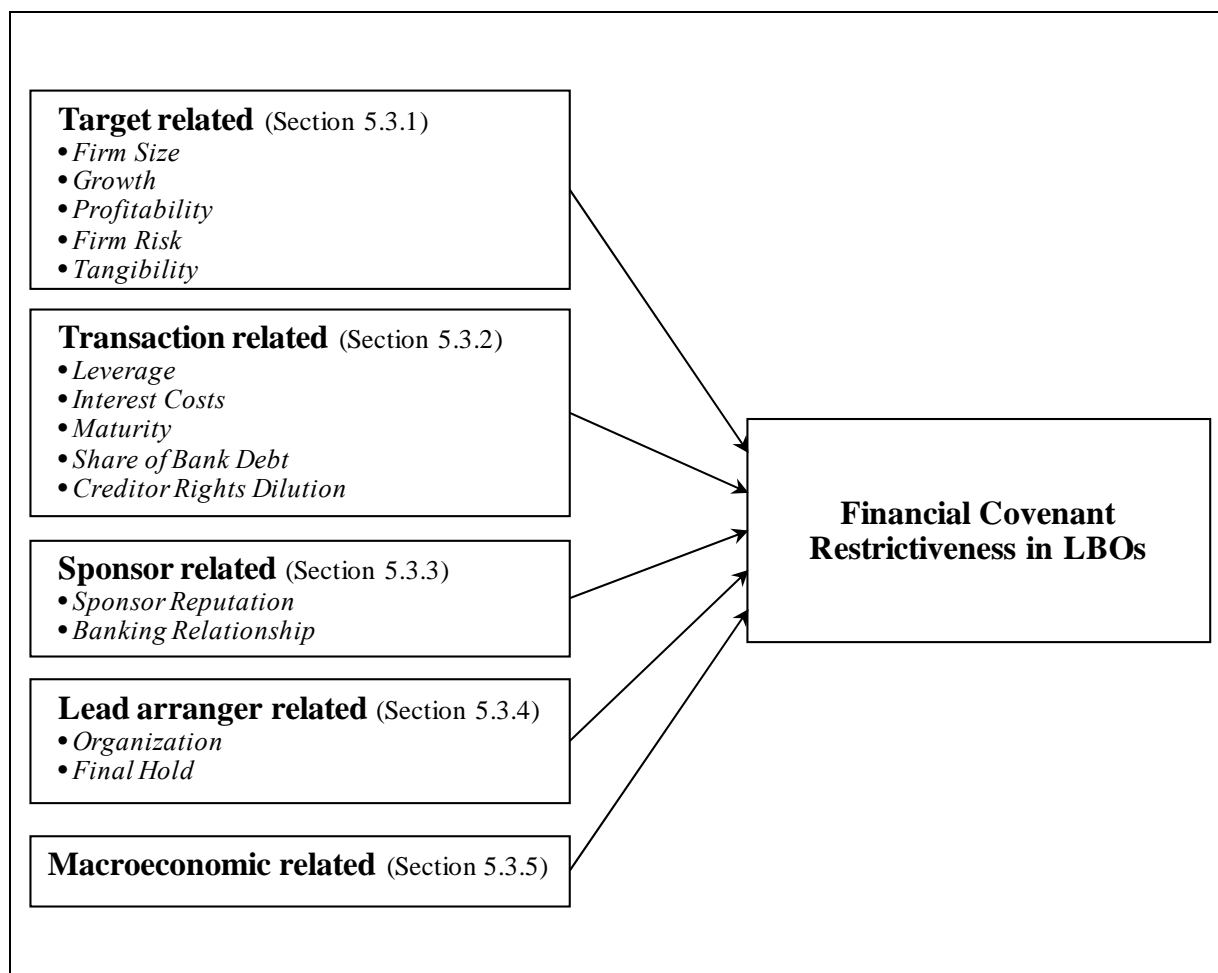 Target related (Section 5.3.1)
• Firm Size
• Growth
• Profitability
• Firm Risk
• Tangibility
Transaction related (Section 5.3.2)
• Leverage
• Interest Costs
• Maturity
• Share of Bank Debt
• Creditor Rights Dilution
Sponsor related (Section 5.3.3)
• Sponsor Reputation
• Banking Relationship
Lead arranger related (Section 5.3.4)
• Organization
• Final Hold
Macroeconomic related (Section 5.3.5)
Financial Covenant
Restrictiveness in LBOs